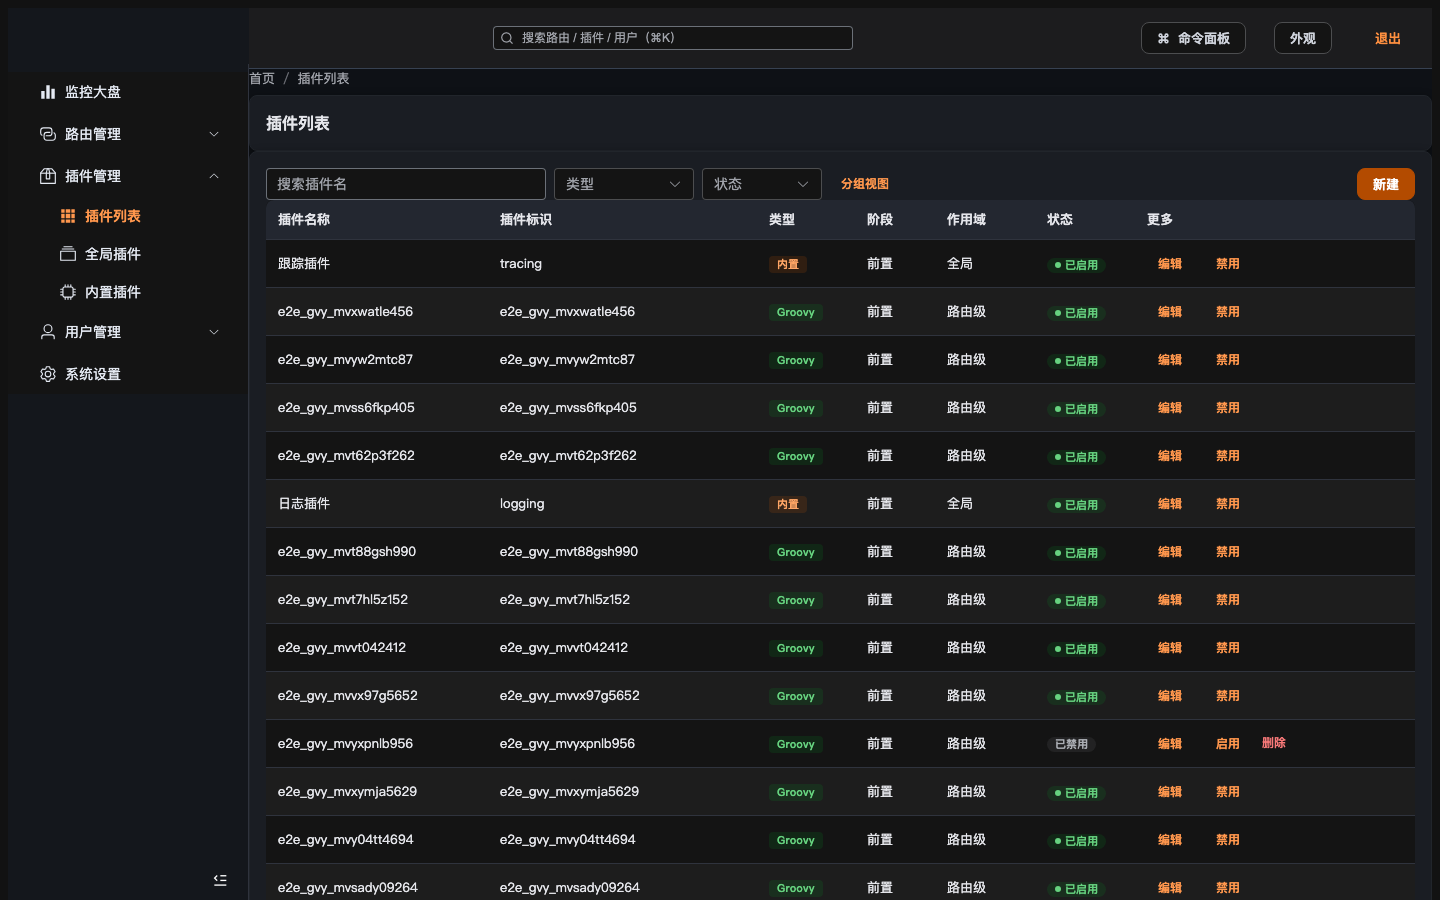 搜索路由 / 插件 / 用户（⌘K）
⌘ 命令面板
外观
退出
监控大盘
路由管理
插件管理
插件列表
全局插件
内置插件
用户管理
系统设置
首页 / 插件列表
插件列表
搜索插件名
类型
状态
分组视图
新建
插件名称 插件标识 类型 阶段 作用域 状态 更多
跟踪插件 tracing 内置 前置 全局 已启用 编辑 禁用
e2e_gvy_mvxwatle456 e2e_gvy_mvxwatle456 Groovy 前置 路由级 已启用 编辑 禁用
e2e_gvy_mvyw2mtc87 e2e_gvy_mvyw2mtc87 Groovy 前置 路由级 已启用 编辑 禁用
e2e_gvy_mvss6fkp405 e2e_gvy_mvss6fkp405 Groovy 前置 路由级 已启用 编辑 禁用
e2e_gvy_mvt62p3f262 e2e_gvy_mvt62p3f262 Groovy 前置 路由级 已启用 编辑 禁用
日志插件 logging 内置 前置 全局 已启用 编辑 禁用
e2e_gvy_mvt88gsh990 e2e_gvy_mvt88gsh990 Groovy 前置 路由级 已启用 编辑 禁用
e2e_gvy_mvt7hl5z152 e2e_gvy_mvt7hl5z152 Groovy 前置 路由级 已启用 编辑 禁用
e2e_gvy_mvvt042412 e2e_gvy_mvvt042412 Groovy 前置 路由级 已启用 编辑 禁用
e2e_gvy_mvvx97g5652 e2e_gvy_mvvx97g5652 Groovy 前置 路由级 已启用 编辑 禁用
e2e_gvy_mvyxpnlb956 e2e_gvy_mvyxpnlb956 Groovy 前置 路由级 已禁用 编辑 启用 删除
e2e_gvy_mvxymja5629 e2e_gvy_mvxymja5629 Groovy 前置 路由级 已启用 编辑 禁用
e2e_gvy_mvy04tt4694 e2e_gvy_mvy04tt4694 Groovy 前置 路由级 已启用 编辑 禁用
e2e_gvy_mvsady09264 e2e_gvy_mvsady09264 Groovy 前置 路由级 已启用 编辑 禁用